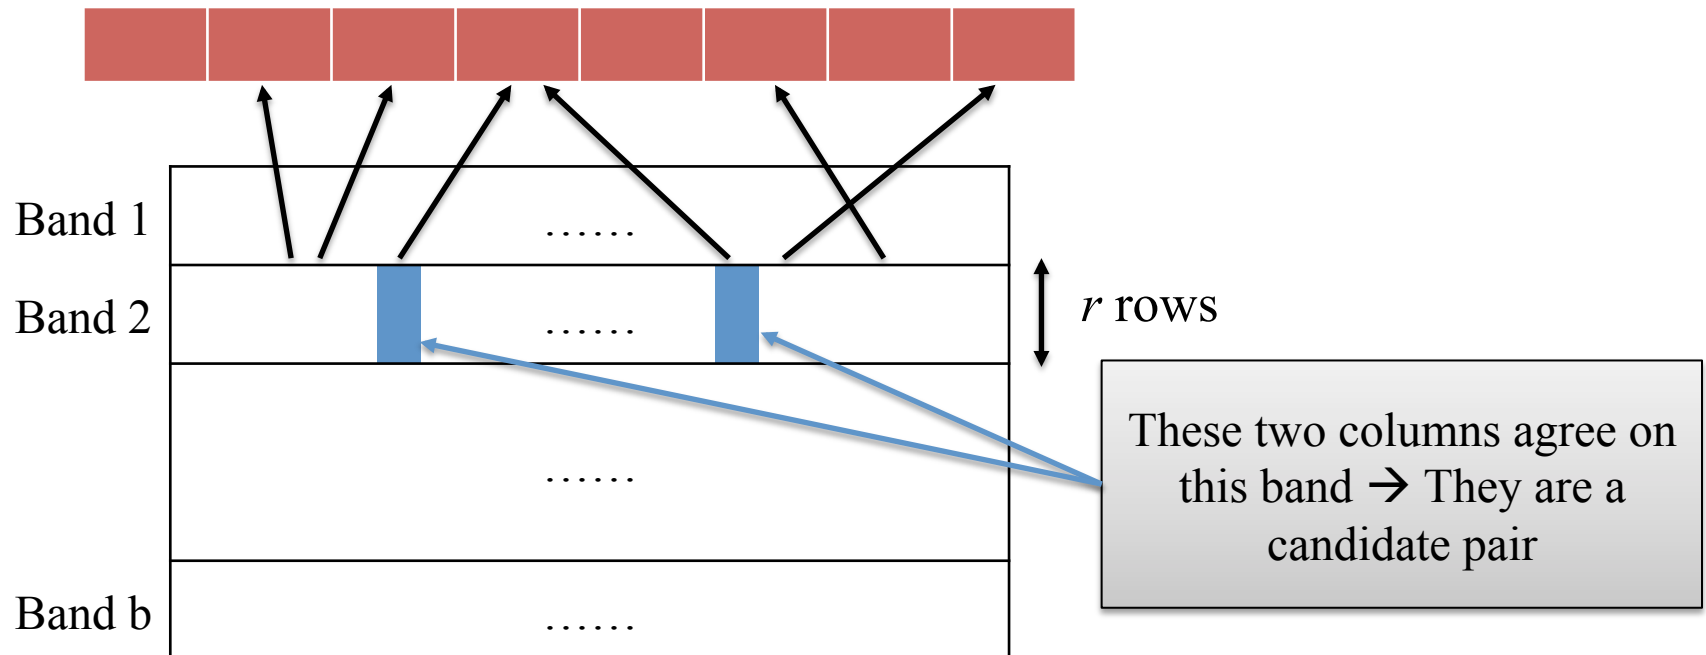 Band 1
......
Band 2
......
r rows
......
These two columns agree on
this band → They are a
candidate pair
Band b
......